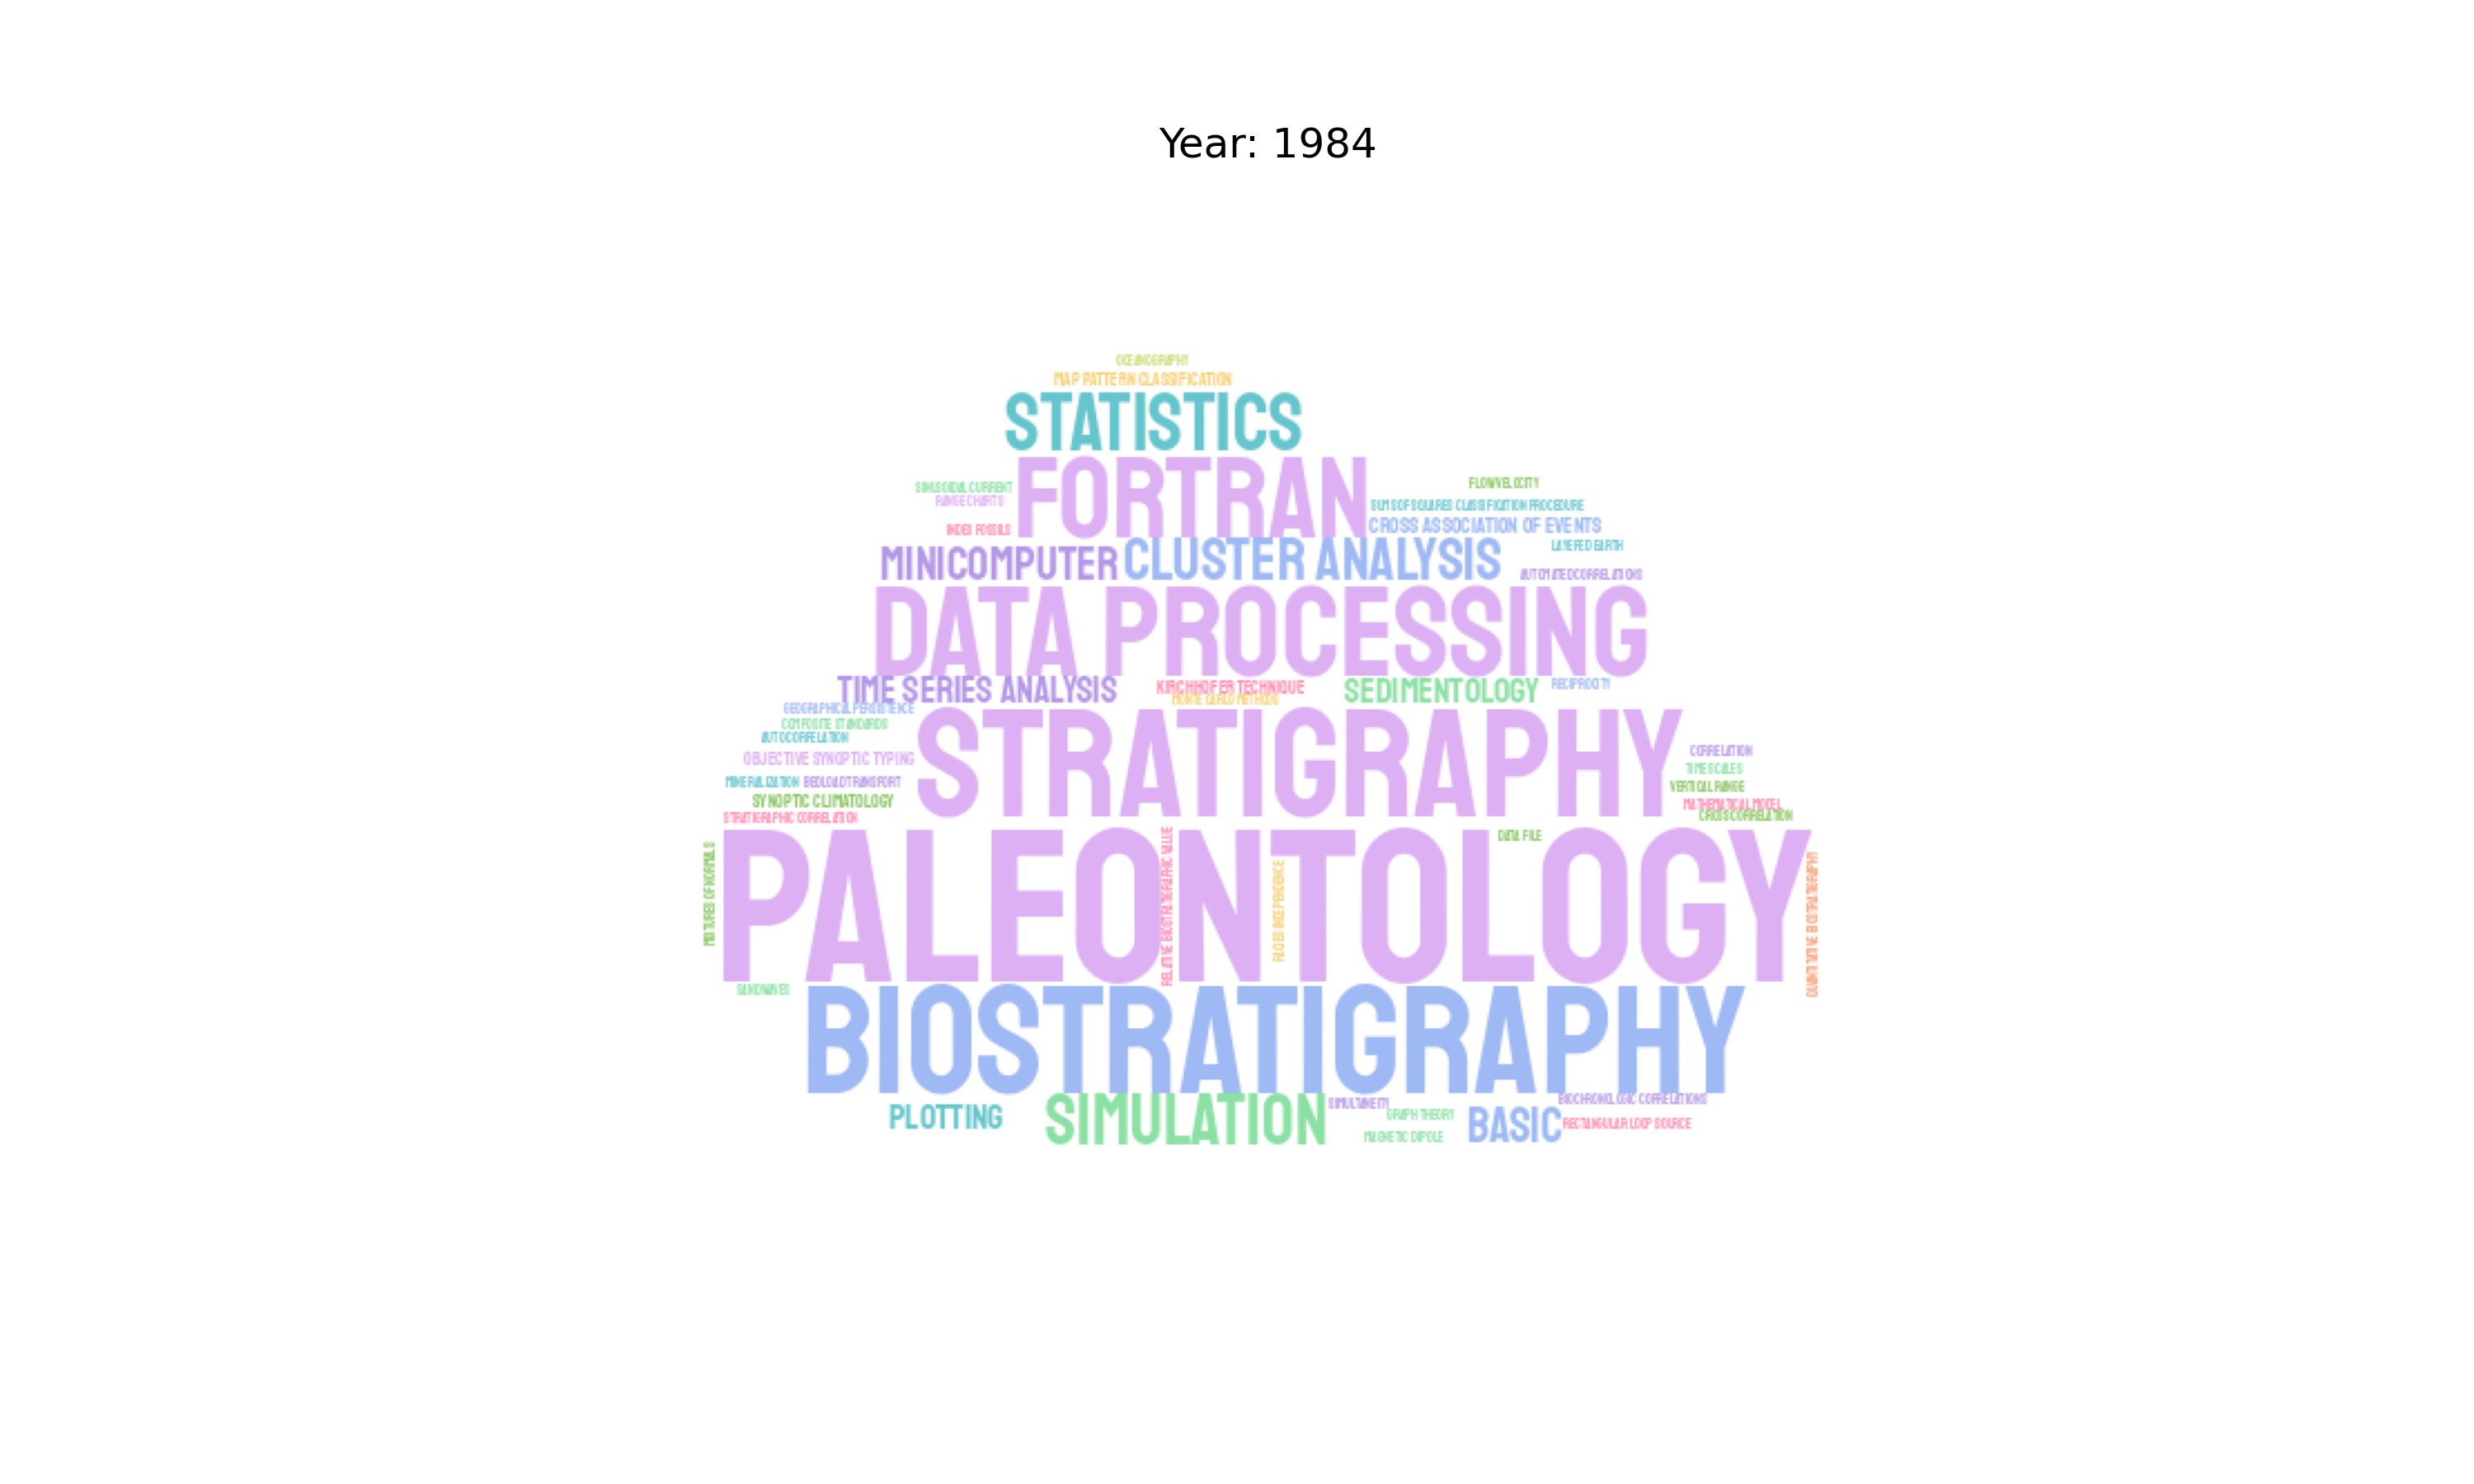 Year: 1984
OCEANOGRAPHY
MAP PATTERN CLASSIFICATION
STATISTICS
FORTRAN
SINUSOIDAL CURRENT
FLOW VELOCITY
RANGE CHARTS
SUMS OF SQUARES CLASSIFICATION PROCEDURE
INDEX FOSSILS
CROSS ASSOCIATION OF EVENTS
LAYERED EARTH
MINICOMPUTER
CLUSTER ANALYSIS
AUTOMATED CORRELATIONS
DATA PROCESSING
TIME SERIES ANALYSIS
KIRCHHOFER TECHNIQUE
SEDIMENTOLOGY
RECIPROCITY
MONTE CARLO METHODS
GEOGRAPHICAL PERSISTENCE
COMPOSITE STANDARDS
AUTOCORRELATION
STRATIGRAPHY
OBJECTIVE SYNOPTIC TYPING
CORRELATION
TIME SCALES
MINERALIZATION
BEDLOAD TRANSPORT
VERTICAL RANGE
SYNOPTIC CLIMATOLOGY
MATHEMATICAL MODEL
STRATIGRAPHIC CORRELATION
CROSSCORRELATION
DATA FILE
MIXTURES OF NORMALS
PALEONTOLOGY
RELATIVE BIOSTRATIGRAPHIC VALUE
FACIES INDEPENDENCE
QUANTITATIVE BIOSTRATIGRAPHY
SANDWAVES
BIOSTRATIGRAPHY
PLOTTING
SIMULATION
SIMULTANEITY
GRAPH THEORY
MAGNETIC DIPOLE
BASIC
BIOCHRONOLOGIC CORRELATIONS
RECTANGULAR LOOP SOURCE